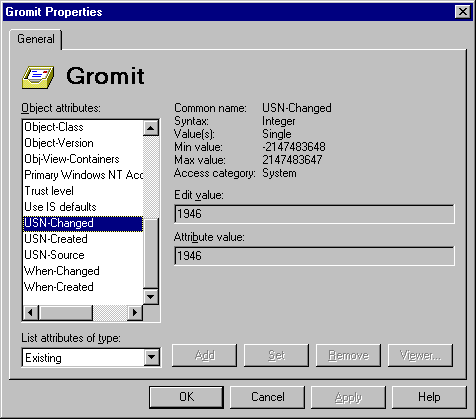 Gromit Properties
General
Gromit
Object attributes:
Object-Class
Object-Version
Obj-View-Containers
Primary Windows NT Acc
Trust level
Use IS defaults
USN-Changed
USN-Created
USN-Source
When-Changed
When-Created
List attributes of type:
Existing
Common name: USN-Changed
Syntax: Integer
Value(s): Single
Min value: -2147483648
Max value: 2147483647
Access category: System
Edit value:
1946
Attribute value:
1946
Add Set Remove Viewer...
OK Cancel Apply Help